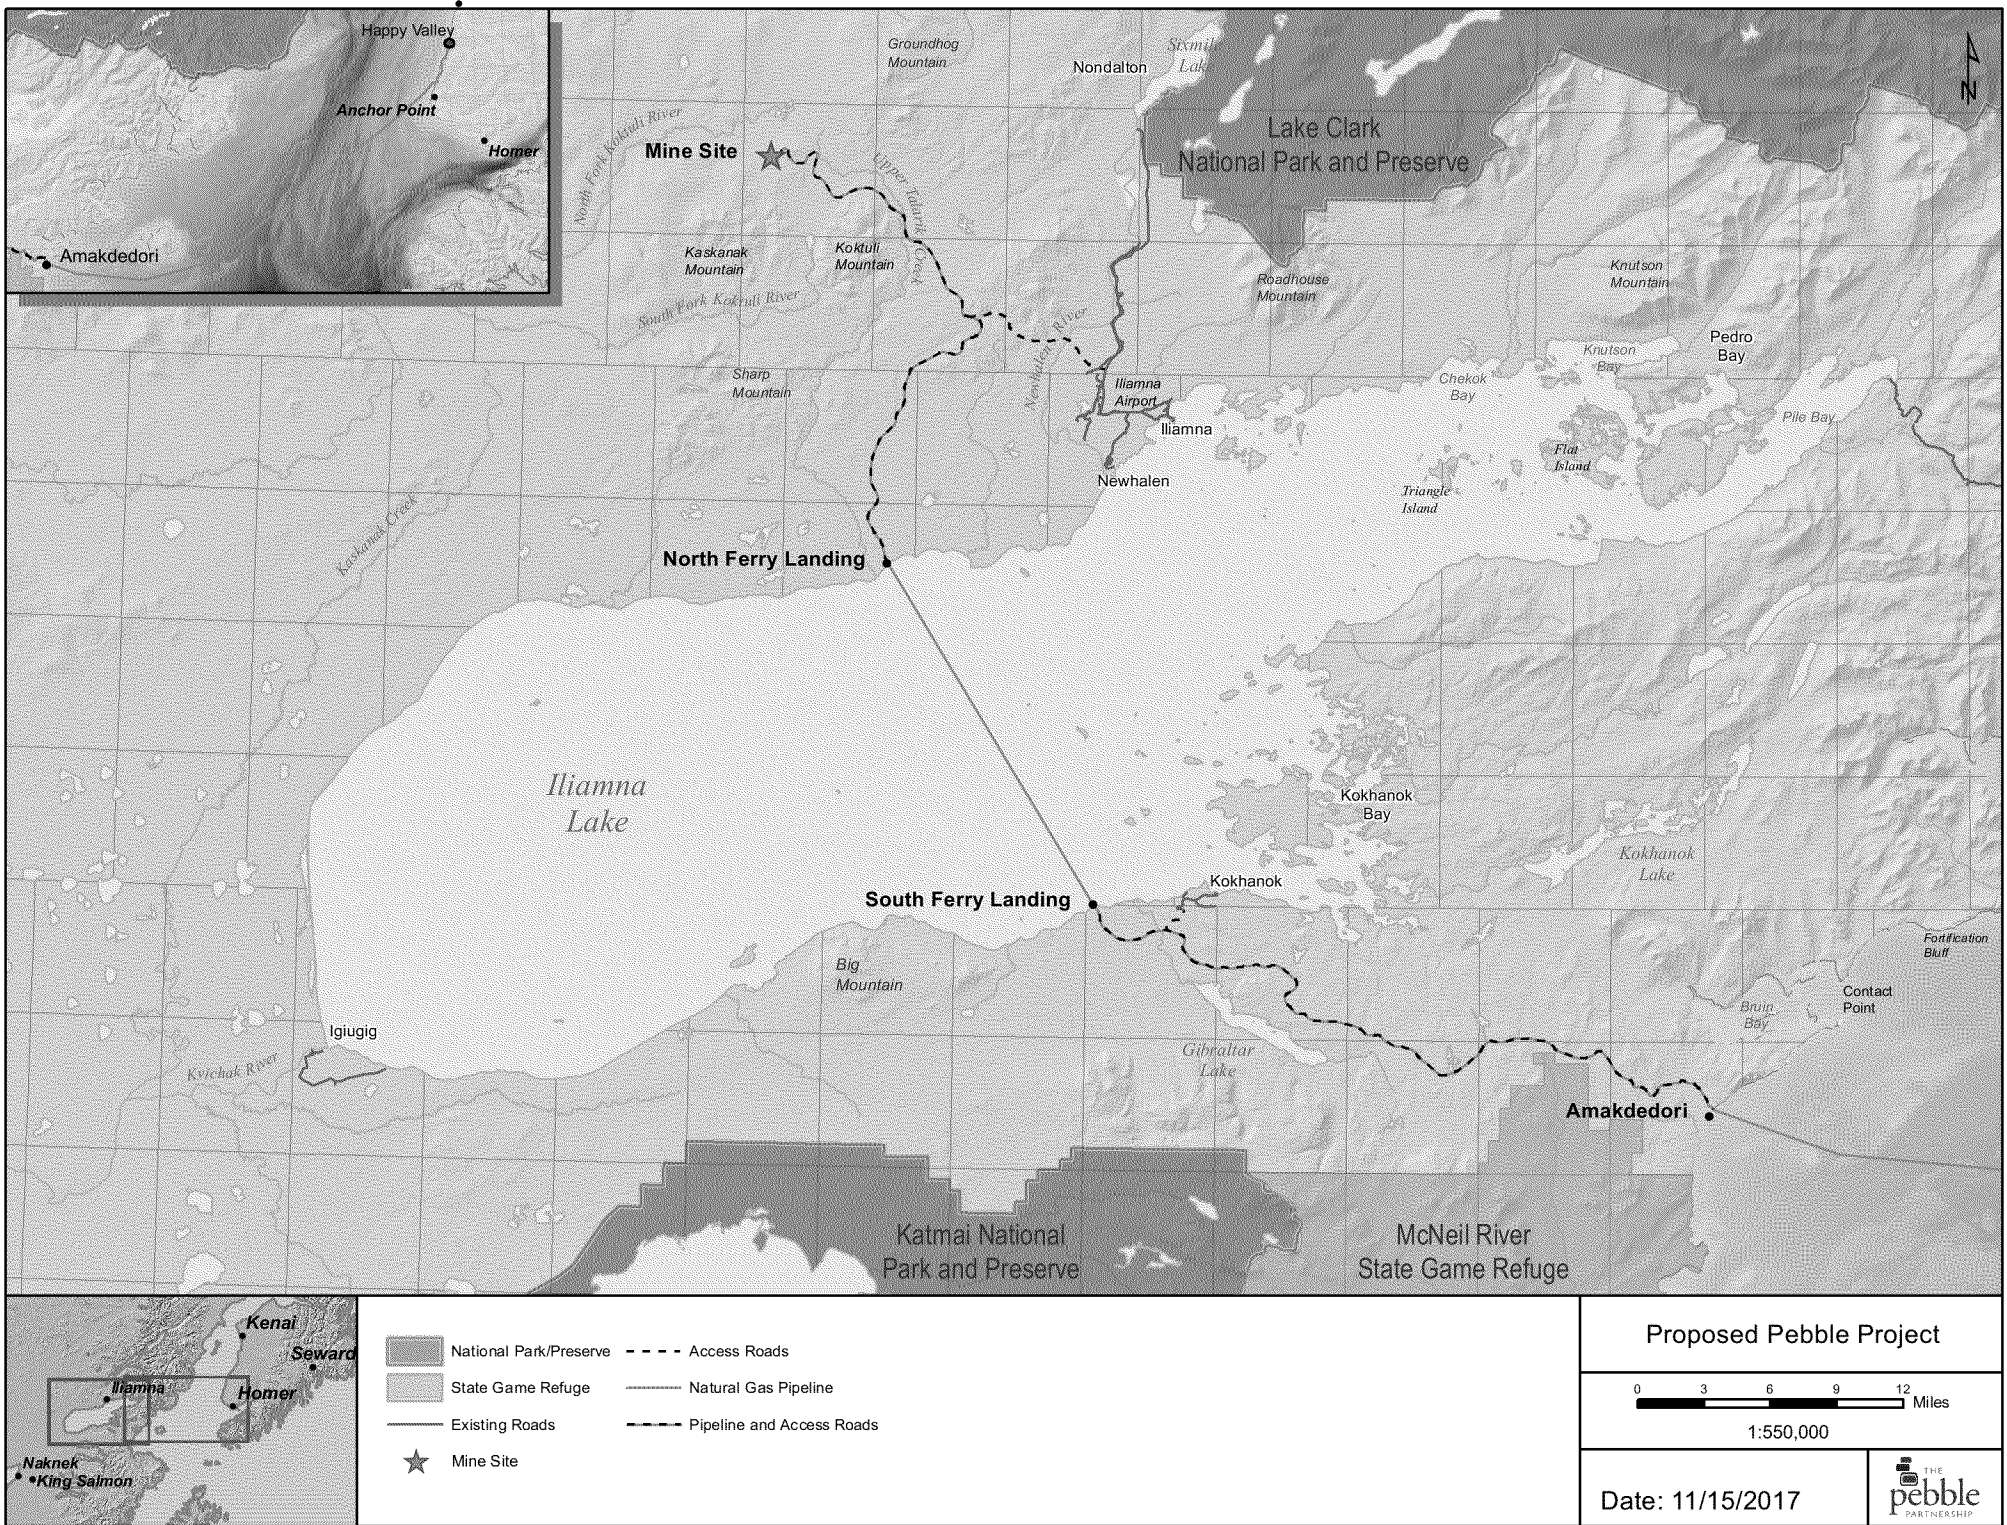 Happy Valley
Anchor Point
Homer
Amakdedori
Groundhog
Mountain
Nondalton
Sixmile
Lake
North Fork Koktuli River
Mine Site
Upper Talarik Creek
Lake Clark
National Park and Preserve
Kaskanak
Mountain
Koktuli
Mountain
South Fork Koktuli River
Roadhouse
Mountain
Knutson
Mountain
Newhalen River
Pedro
Bay
Knutson
Bay
Sharp
Mountain
Iliamna
Airport
Chekok
Bay
Pile Bay
Iliamna
Flat
Island
Newhalen
Triangle
Island
Kaskanak Creek
North Ferry Landing
Iliamna
Lake
Kokhanok
Bay
Kokhanok
Lake
Kokhanok
South Ferry Landing
Fortification
Bluff
Big
Mountain
Contact
Point
Bruin
Bay
Igiugig
Kvichak River
Gibraltar
Lake
Amakdedori
Katmai National
Park and Preserve
McNeil River
State Game Refuge
Kenai
Seward
Iliamna
Homer
Naknek
King Salmon
National Park/Preserve
State Game Refuge
Existing Roads
Mine Site
Access Roads
Natural Gas Pipeline
Pipeline and Access Roads
Proposed Pebble Project
0 3 6 9 12
Miles
1:550,000
Date: 11/15/2017
THE
pebble
PARTNERSHIP
N